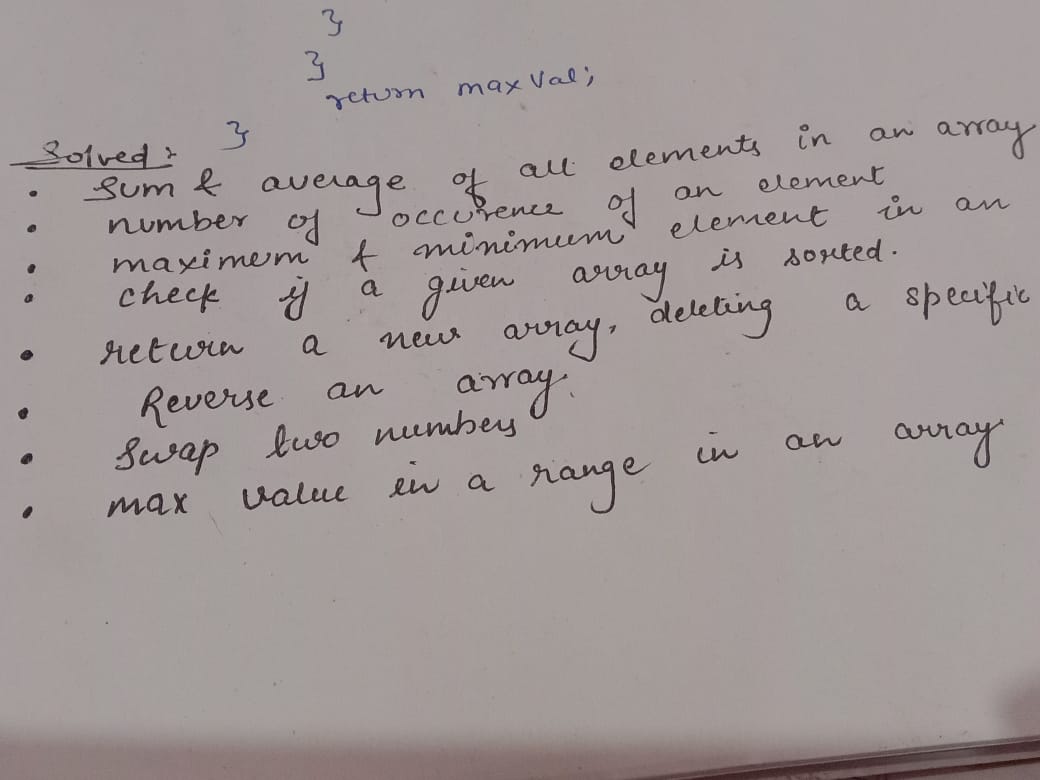 }
}
return maxVal;
}
Solved :
• Sum & average of all elements in an array
• number of occurence of an element
• maximem & minimum element in an
• check if a given array is sorted.
• return a new array, deleting a specific
• Reverse an array.
• Swap two numbers
• max value in a range in an array